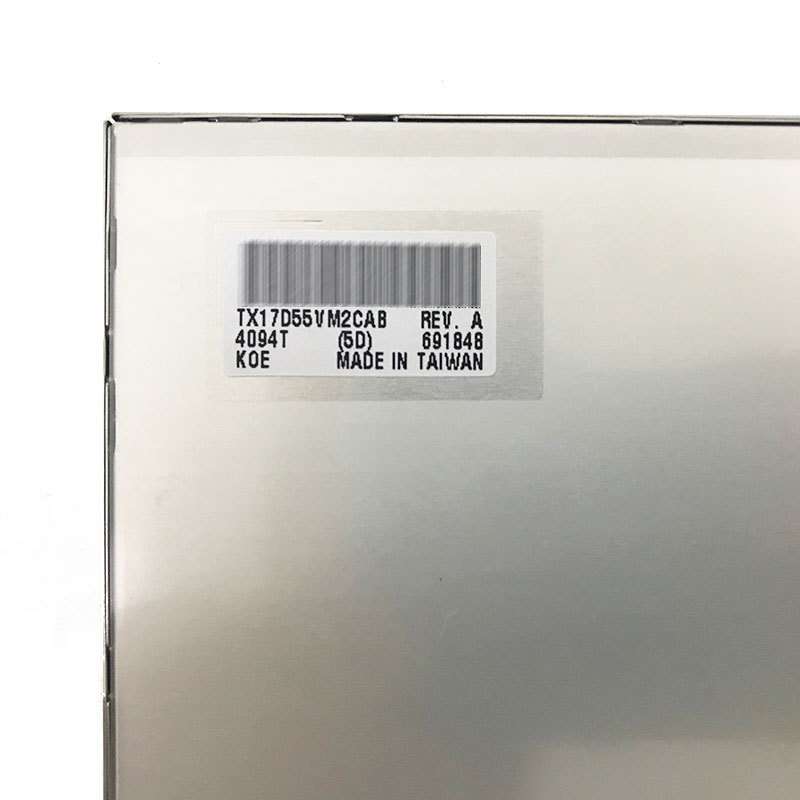 TX17D55VM2CAB REV. A
4094T (5D) 691848
KOE MADE IN TAIWAN